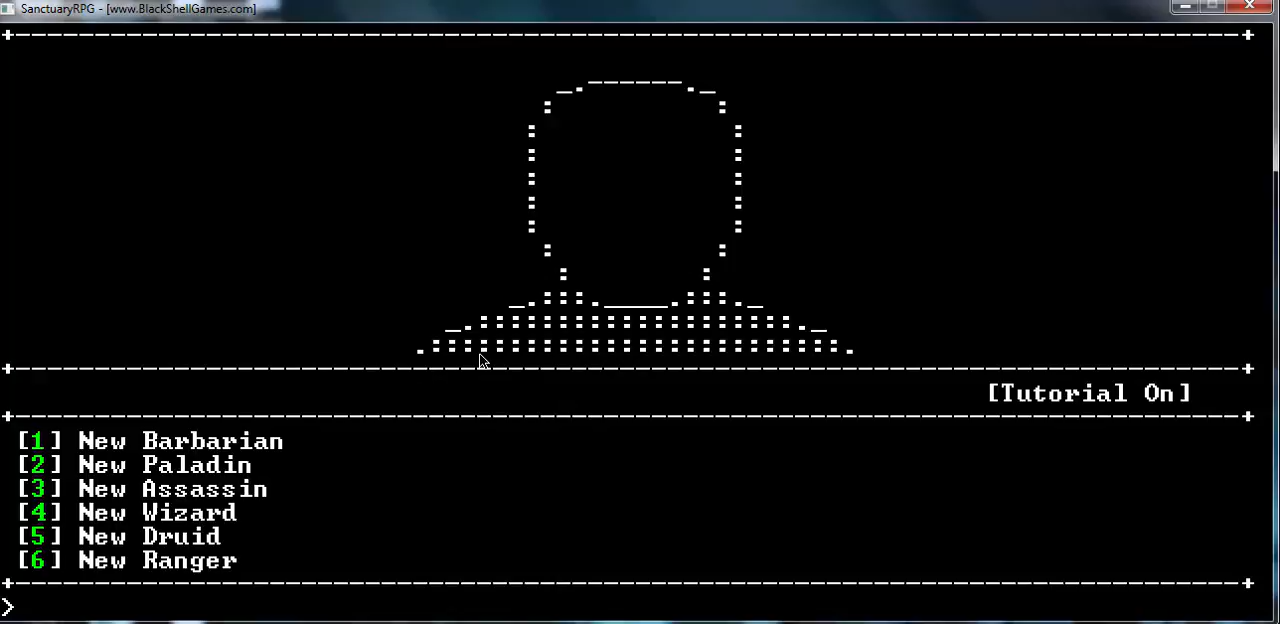 SanctuaryRPG - [www.BlackShellGames.com]
[Tutorial On]
[1] New Barbarian
[2] New Paladin
[3] New Assassin
[4] New Wizard
[5] New Druid
[6] New Ranger
>